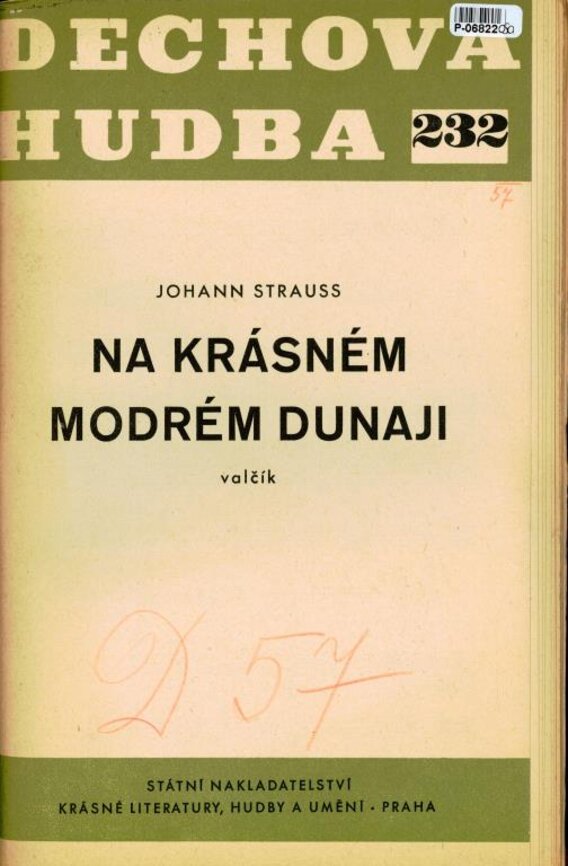 DECHOVÁ
P-06822
HUDBA 232
57
JOHANN STRAUSS
NA KRÁSNÉM
MODRÉM DUNAJI
valčík
D 57
STÁTNÍ NAKLADATELSTVÍ
KRÁSNÉ LITERATURY, HUDBY A UMĚNÍ • PRAHA